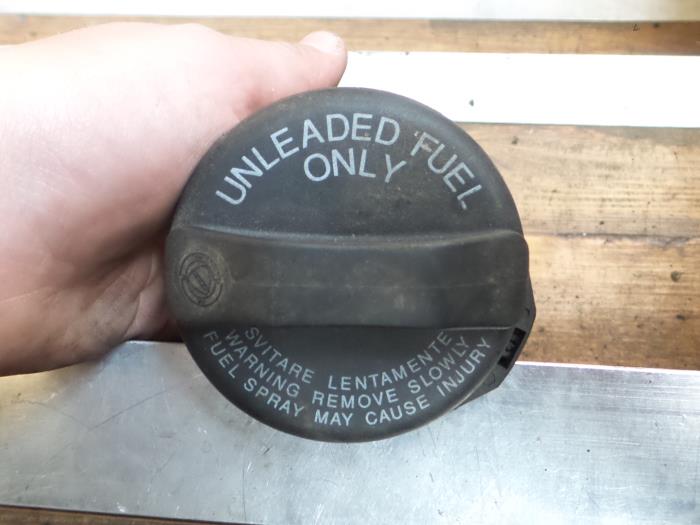 UNLEADED FUEL
ONLY
SVITARE LENTAMENTE
WARNING REMOVE SLOWLY
FUEL SPRAY MAY CAUSE INJURY